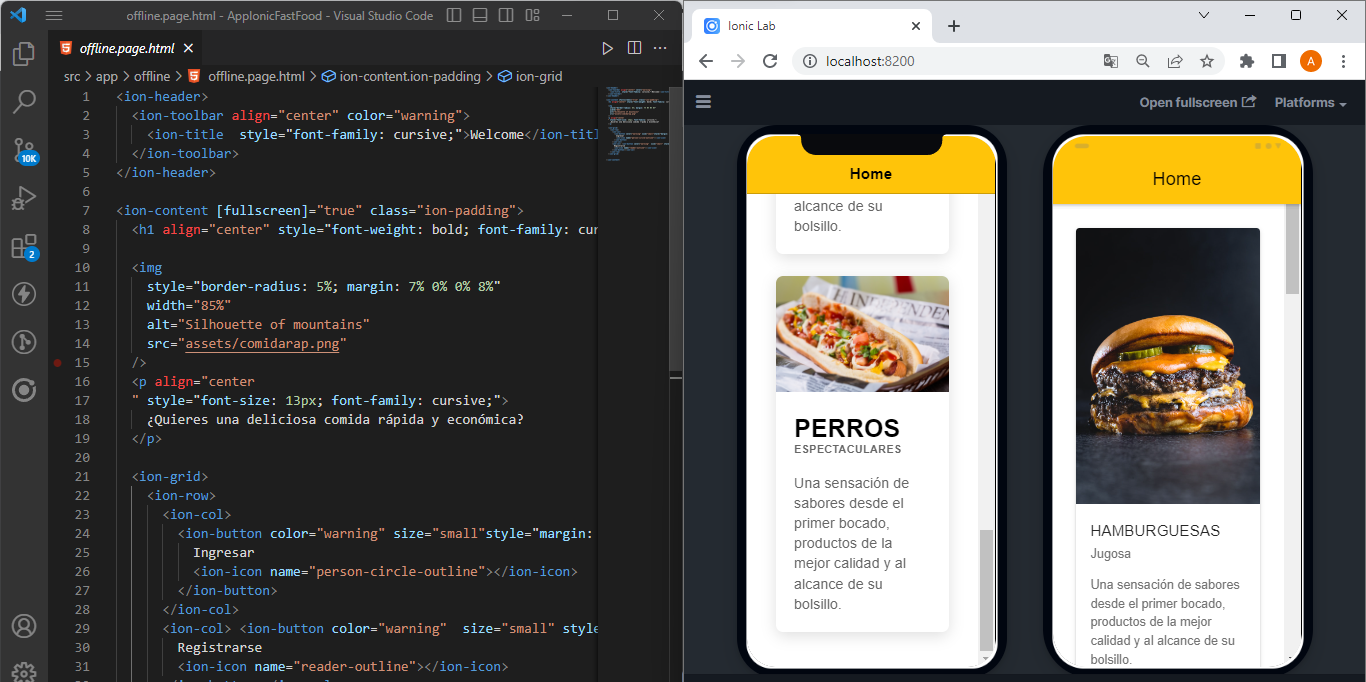 offline.page.html - AppIonicFastFood - Visual Studio Code
offline.page.html
src > app > offline > offline.page.html > ion-content.ion-padding > ion-grid
1 <ion-header>
2 <ion-toolbar align="center" color="warning">
3 <ion-title  style="font-family: cursive;">Welcome</ion-titl
4 </ion-toolbar>
5 </ion-header>
6
7 <ion-content [fullscreen]="true" class="ion-padding">
8 <h1 align="center" style="font-weight: bold; font-family: cur
9
10 <img
11 style="border-radius: 5%; margin: 7% 0% 0% 8%"
12 width="85%"
13 alt="Silhouette of mountains"
14 src="assets/comidarap.png"
15 />
16 <p align="center
17 " style="font-size: 13px; font-family: cursive;">
18 ¿Quieres una deliciosa comida rápida y económica?
19 </p>
20
21 <ion-grid>
22 <ion-row>
23 <ion-col>
24 <ion-button color="warning" size="small"style="margin:
25 Ingresar
26 <ion-icon name="person-circle-outline"></ion-icon>
27 </ion-button>
28 </ion-col>
29 <ion-col> <ion-button color="warning"  size="small" style
30 Registrarse
31 <ion-icon name="reader-outline"></ion-icon>
10K
2
Ionic Lab
localhost:8200
A
Open fullscreen
Platforms
Home
alcance de su
bolsillo.
PERROS
ESPECTACULARES
Una sensación de
sabores desde el
primer bocado,
productos de la
mejor calidad y al
alcance de su
bolsillo.
Home
HAMBURGUESAS
Jugosa
Una sensación de sabores
desde el primer bocado,
productos de la mejor
calidad y al alcance de su
bolsillo.